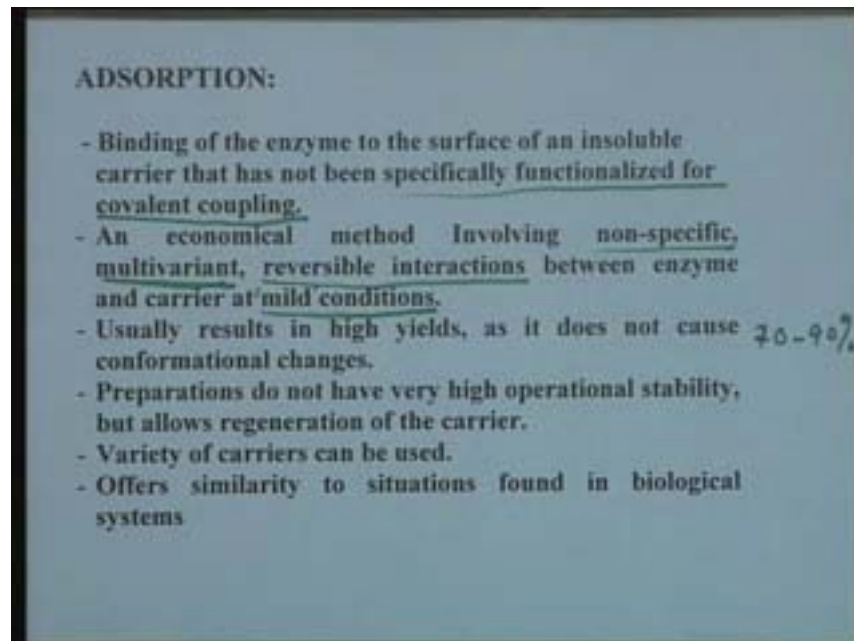 ADSORPTION:
- Binding of the enzyme to the surface of an insoluble
carrier that has not been specifically functionalized for
covalent coupling.
- An economical method Involving non-specific,
multivariant, reversible interactions between enzyme
and carrier at mild conditions.
- Usually results in high yields, as it does not cause 70-90%
conformational changes.
- Preparations do not have very high operational stability,
but allows regeneration of the carrier.
- Variety of carriers can be used.
- Offers similarity to situations found in biological
systems